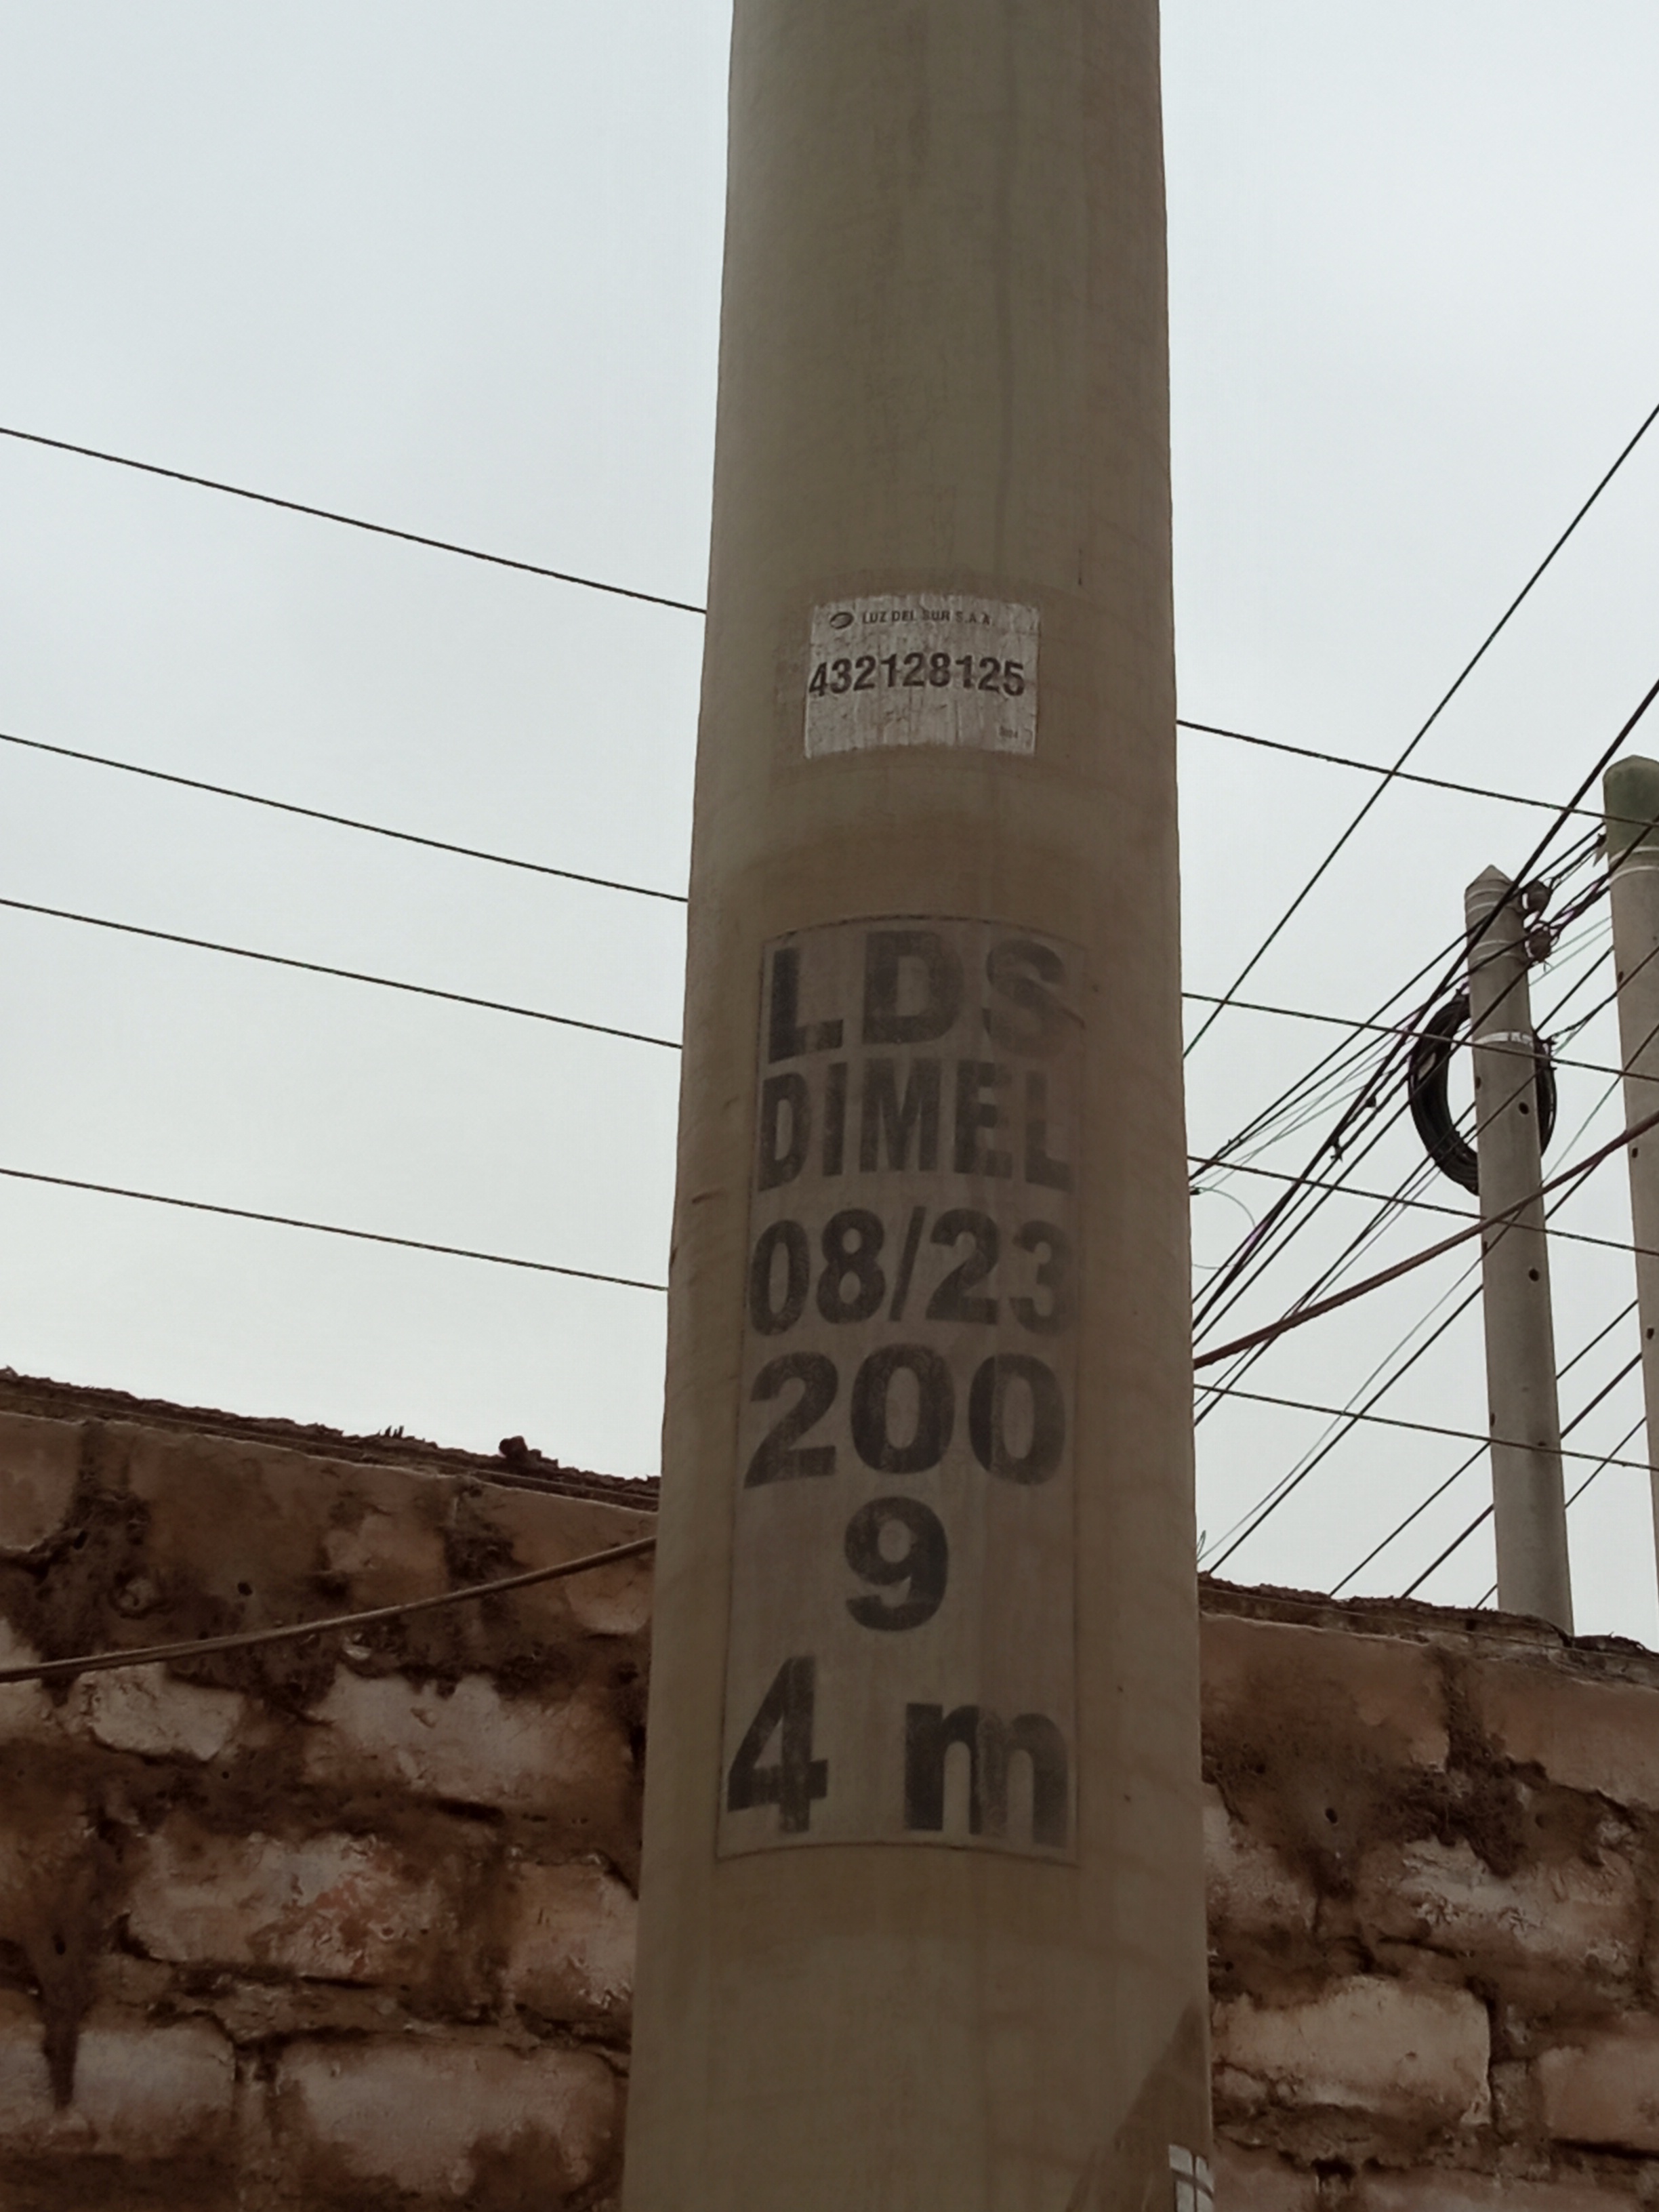 LUZ DEL SUR S.A.A.
432128125
LDS
DIMEL
08/23
200
9
4 m